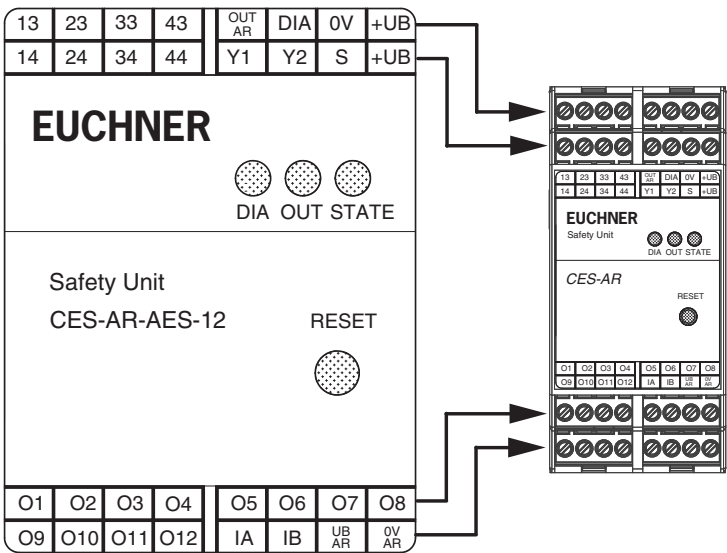 13 23 33 43 OUT AR DIA 0V +UB
14 24 34 44 Y1 Y2 S +UB
EUCHNER
DIA OUT STATE
Safety Unit
CES-AR-AES-12 RESET
O1 O2 O3 O4 O5 O6 O7 O8
O9 O10 O11 O12 IA IB UB AR 0V AR
13 23 33 43 OUT AR DIA 0V +UB
14 24 34 44 Y1 Y2 S +UB
EUCHNER
Safety Unit
DIA OUT STATE
CES-AR
RESET
O1 O2 O3 O4 O5 O6 O7 O8
O9 O10 O11 O12 IA IB UB AR 0V AR